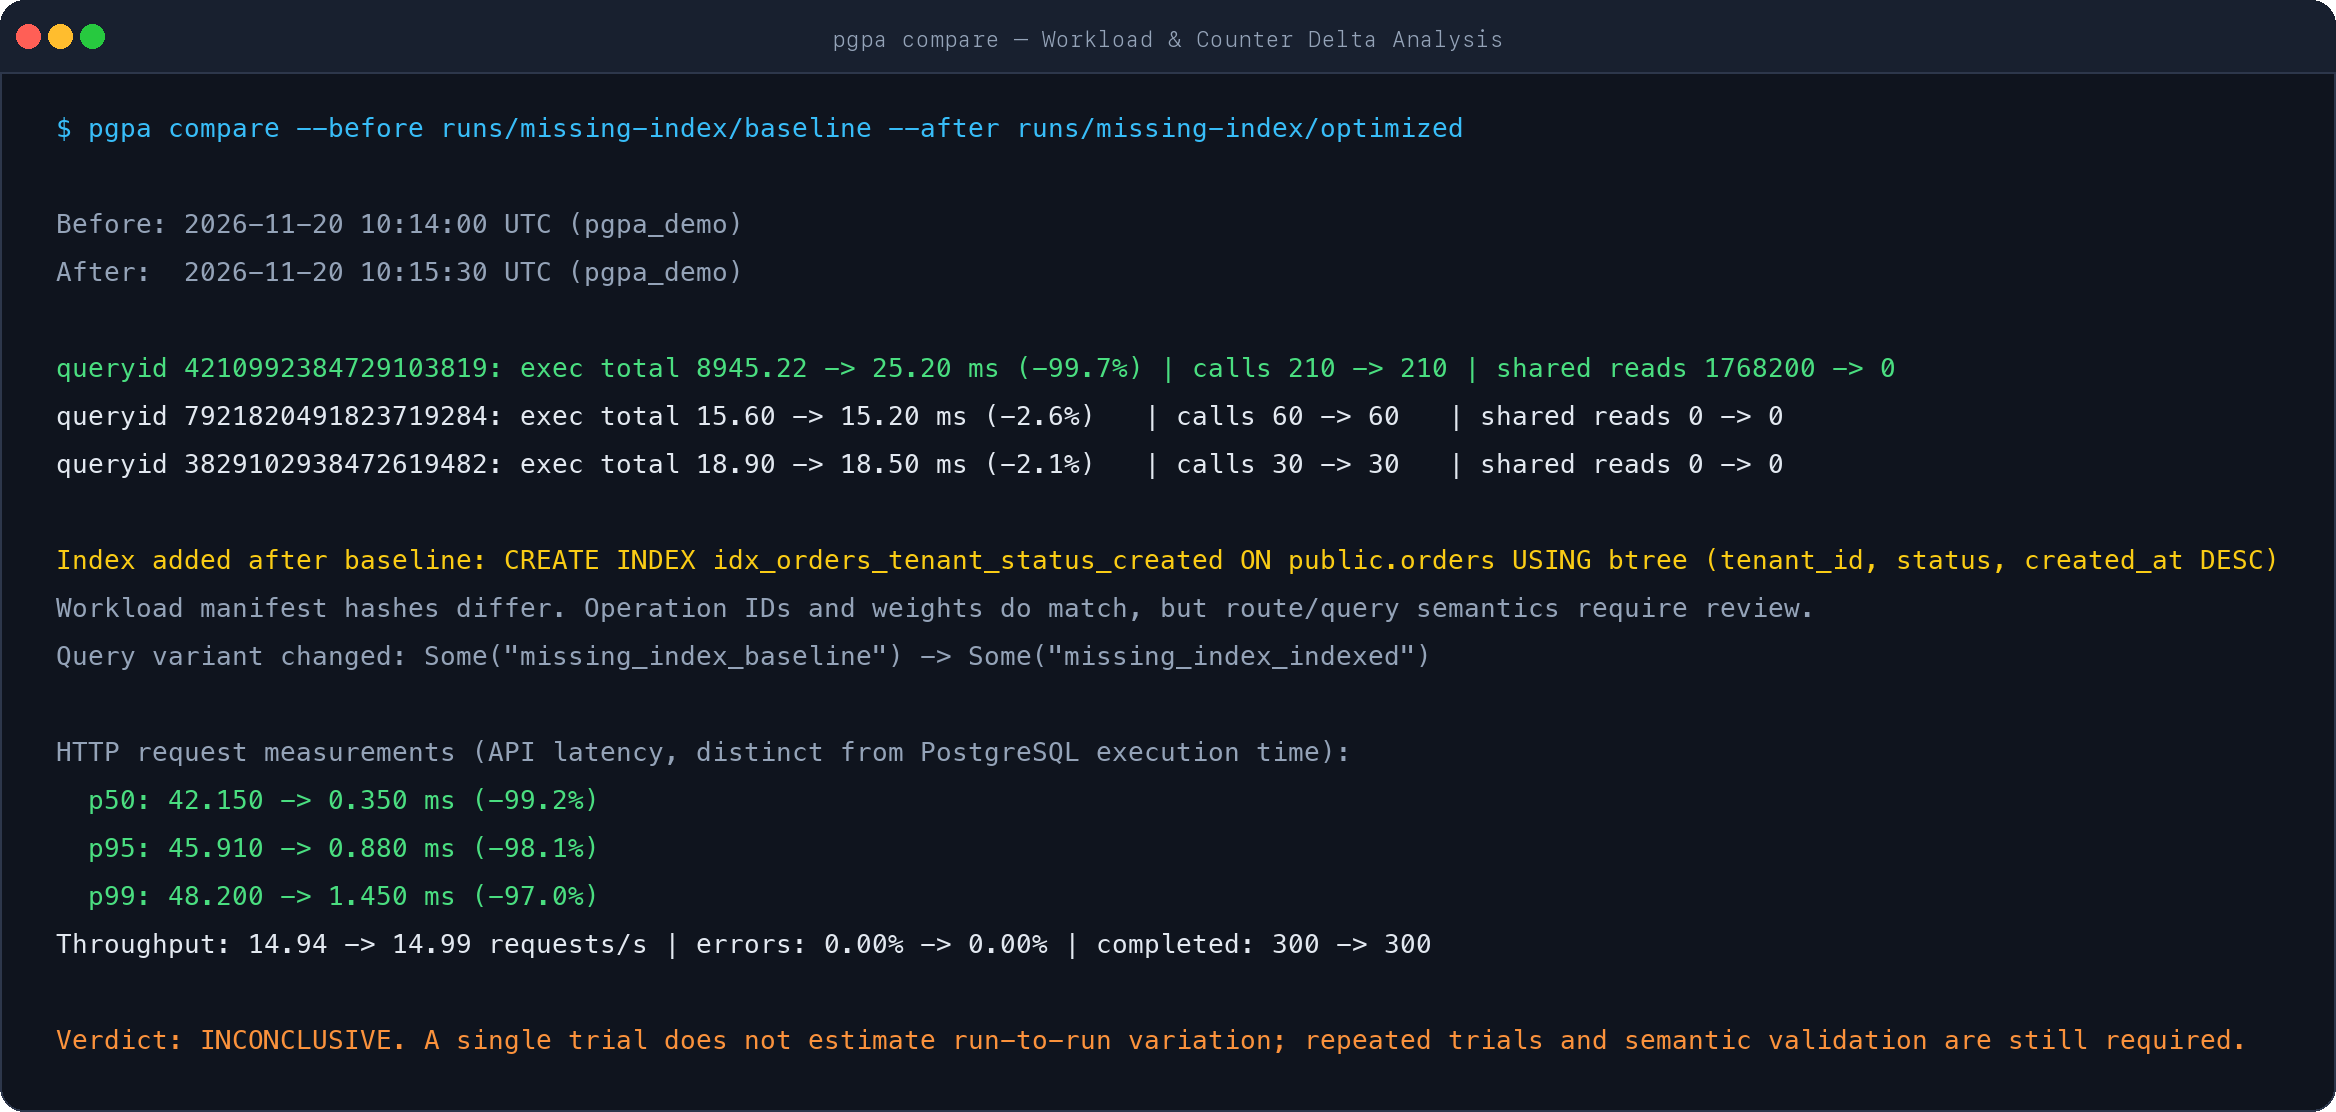 pgpa compare — Workload & Counter Delta Analysis
$ pgpa compare --before runs/missing-index/baseline --after runs/missing-index/optimized
Before: 2026-11-20 10:14:00 UTC (pgpa_demo)
After:  2026-11-20 10:15:30 UTC (pgpa_demo)
queryid 4210992384729103819: exec total 8945.22 -> 25.20 ms (-99.7%) | calls 210 -> 210 | shared reads 1768200 -> 0
queryid 7921820491823719284: exec total 15.60 -> 15.20 ms (-2.6%)   | calls 60 -> 60   | shared reads 0 -> 0
queryid 3829102938472619482: exec total 18.90 -> 18.50 ms (-2.1%)   | calls 30 -> 30   | shared reads 0 -> 0
Index added after baseline: CREATE INDEX idx_orders_tenant_status_created ON public.orders USING btree (tenant_id, status, created_at DESC)
Workload manifest hashes differ. Operation IDs and weights do match, but route/query semantics require review.
Query variant changed: Some("missing_index_baseline") -> Some("missing_index_indexed")
HTTP request measurements (API latency, distinct from PostgreSQL execution time):
p50: 42.150 -> 0.350 ms (-99.2%)
p95: 45.910 -> 0.880 ms (-98.1%)
p99: 48.200 -> 1.450 ms (-97.0%)
Throughput: 14.94 -> 14.99 requests/s | errors: 0.00% -> 0.00% | completed: 300 -> 300
Verdict: INCONCLUSIVE. A single trial does not estimate run-to-run variation; repeated trials and semantic validation are still required.